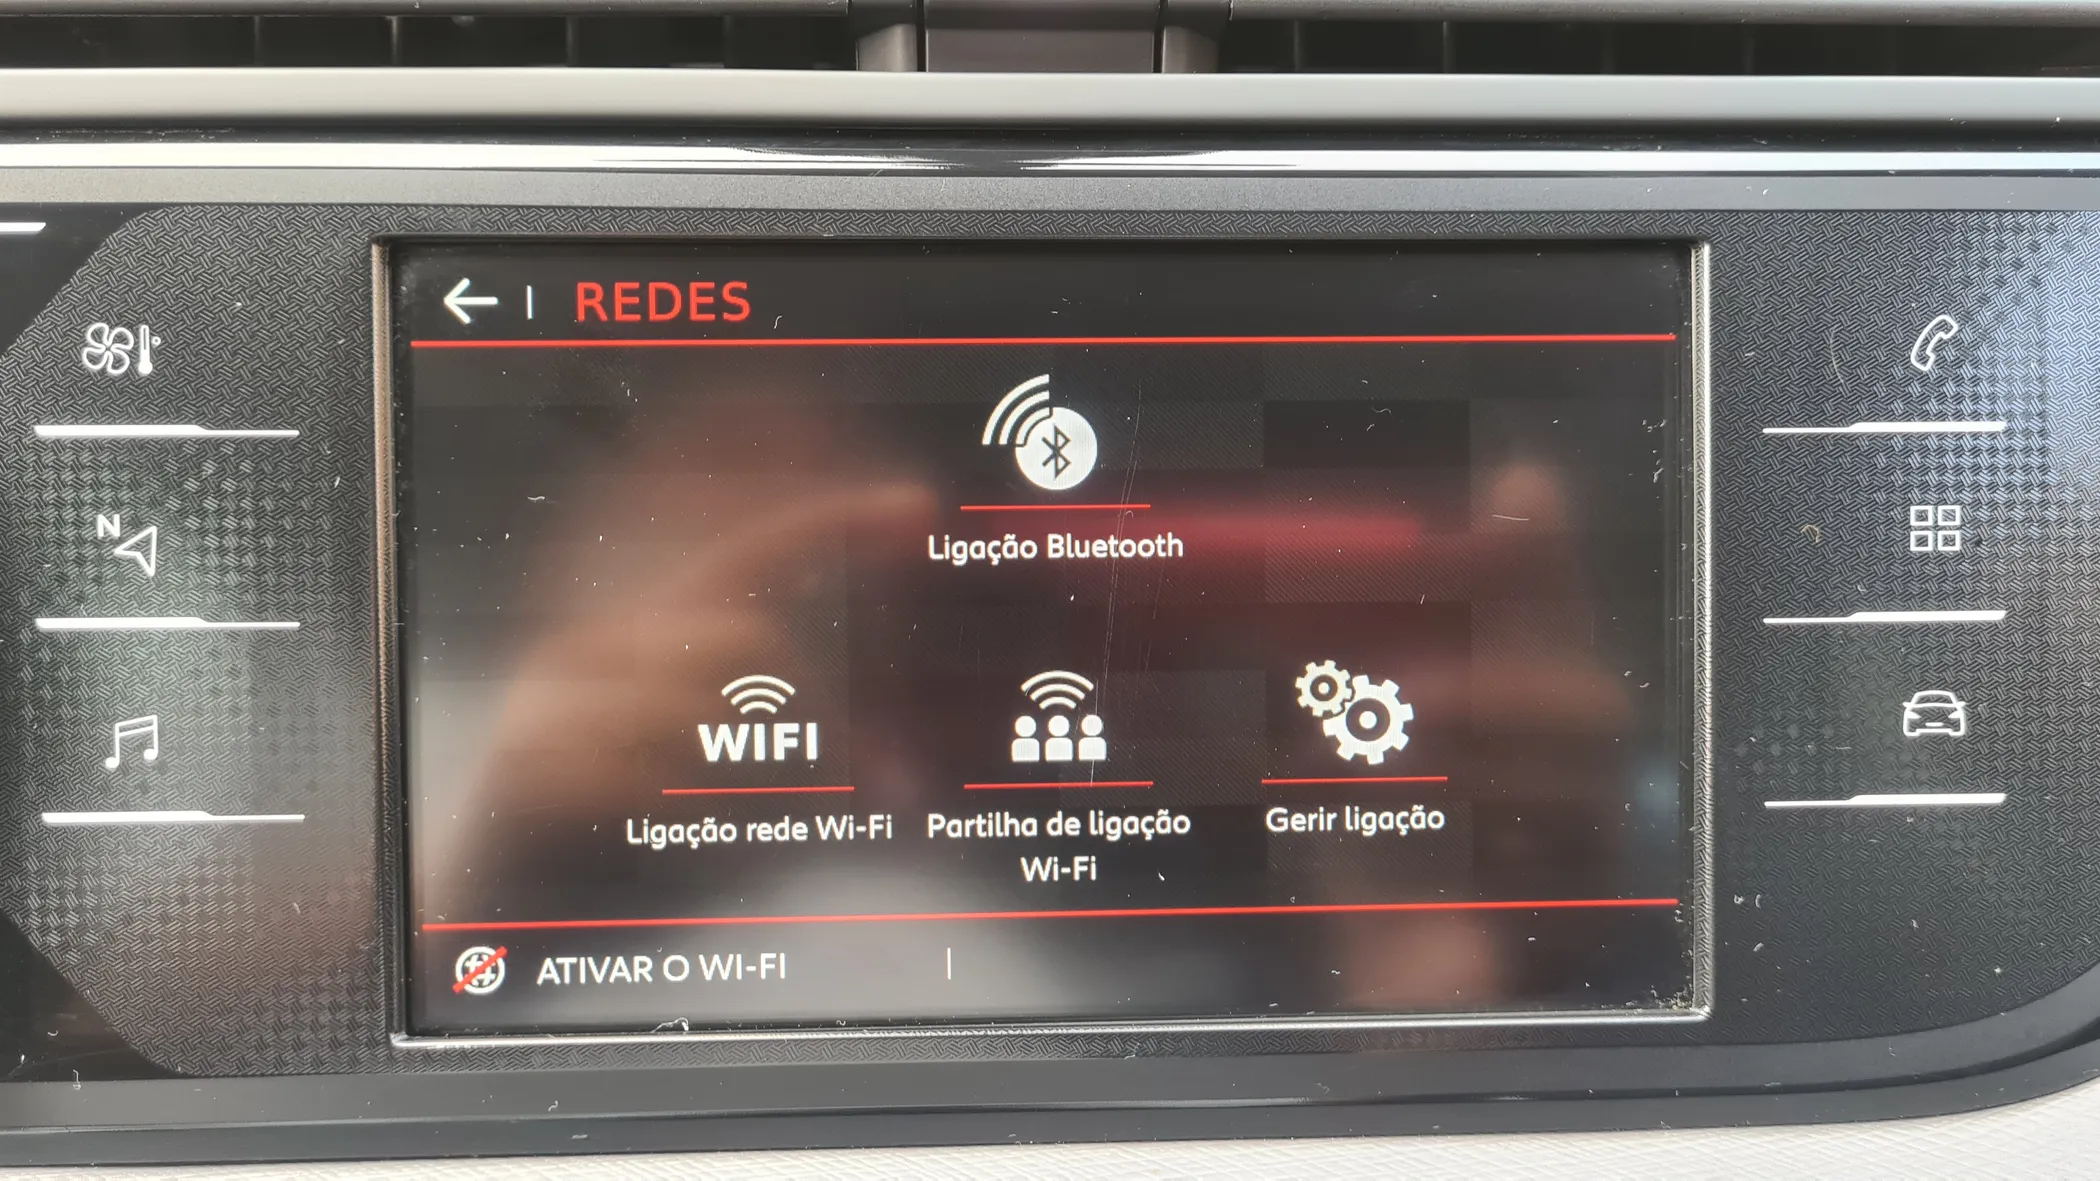 REDES
Ligação Bluetooth
N
WIFI
Ligação rede Wi-Fi
Partilha de ligação
Wi-Fi
Gerir ligação
ATIVAR O WI-FI